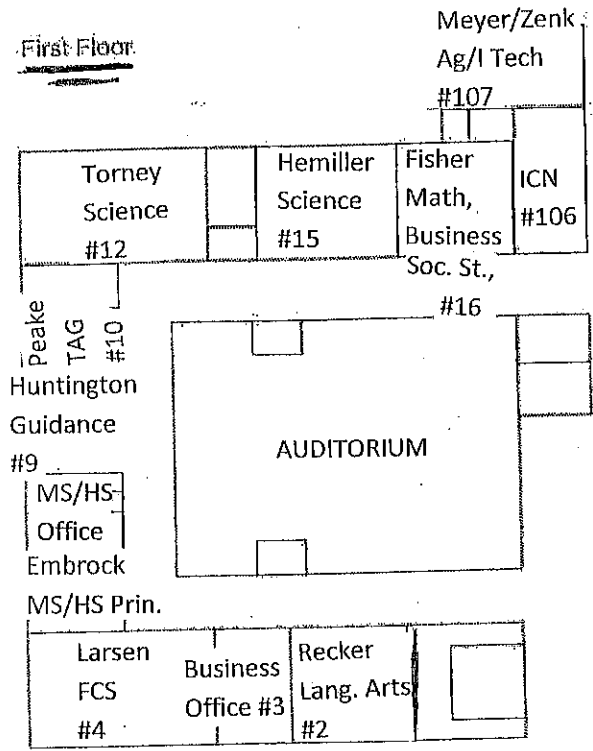 First Floor
Meyer/Zenk
Ag/I Tech
#107
Torney
Science
#12
Hemiller
Science
#15
Fisher
Math,
Business
Soc. St.,
#16
ICN
#106
Peake
TAG
#10
Huntington
Guidance
#9
AUDITORIUM
MS/HS
Office
Embrock
MS/HS Prin.
Larsen
FCS
#4
Business
Office #3
Recker
Lang. Arts
#2